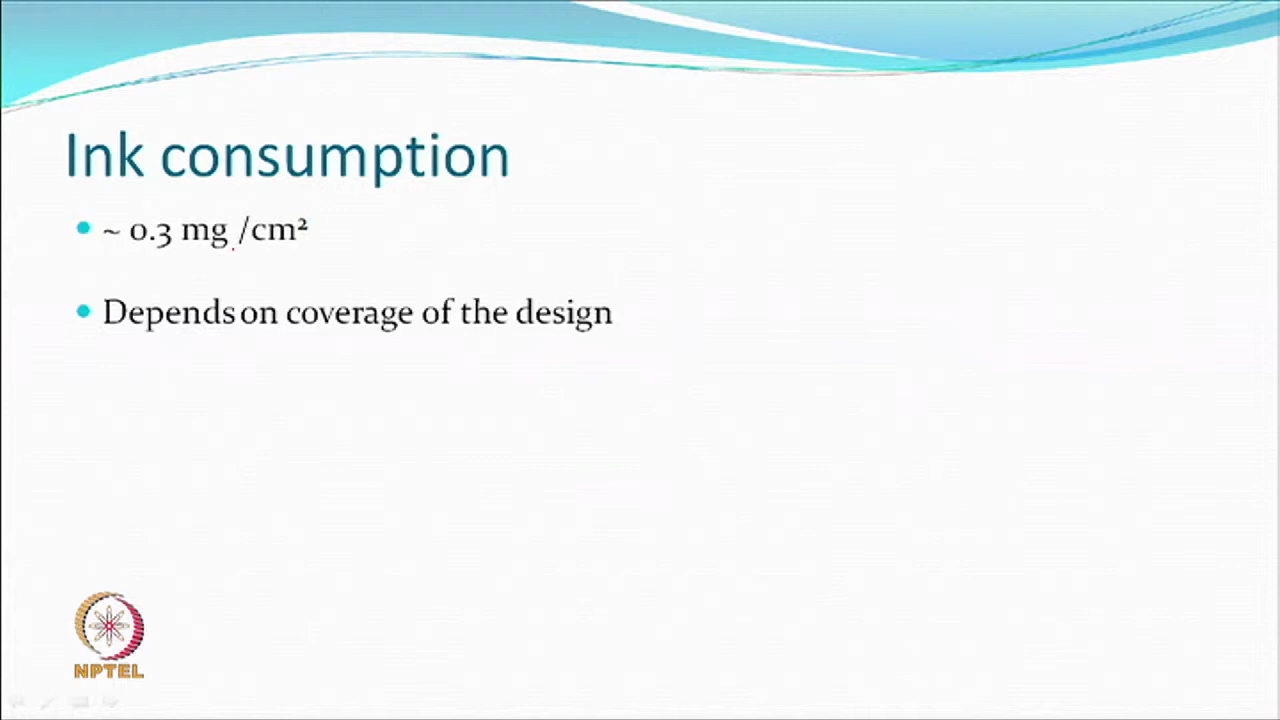 Ink consumption
~ 0.3 mg /cm²
Depends on coverage of the design
NPTEL